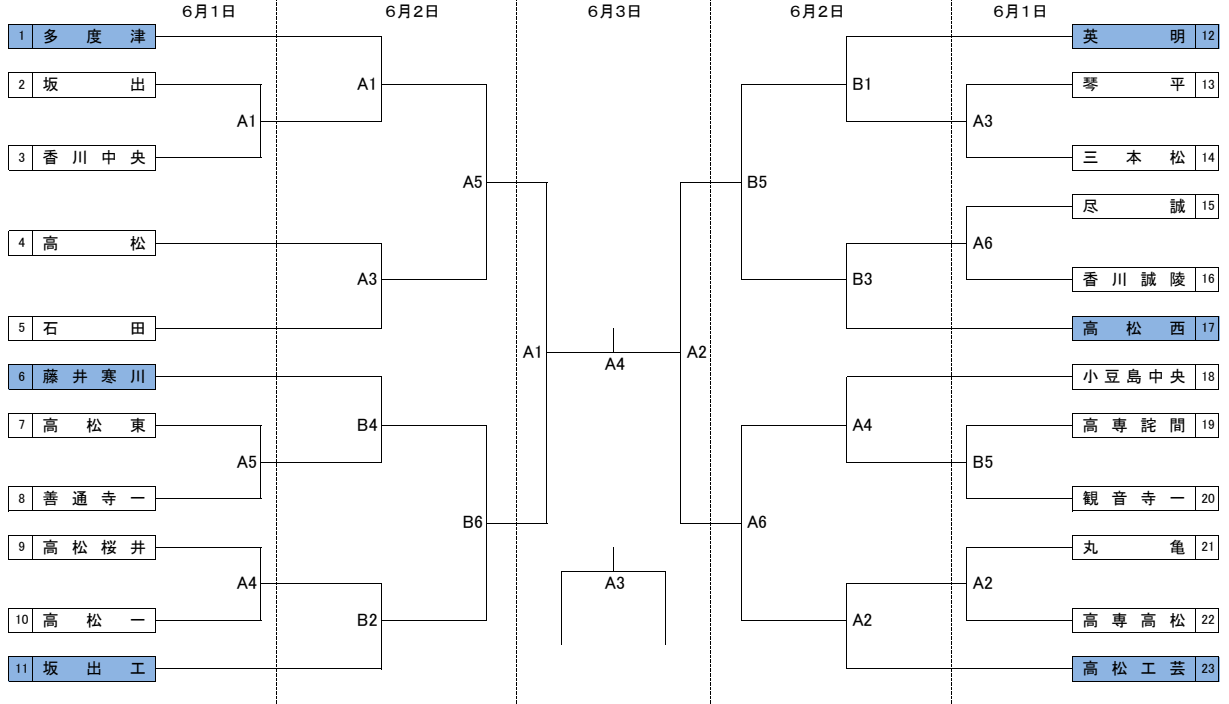 ６月１日 ６月２日 ６月３日 ６月２日 ６月１日
1 多度津 英明 12
2 坂出 A1 B1 琴平 13
A1 A3
3 香川中央 三本松 14
A5 B5
尽誠 15
4 高松 A6
A3 B3 香川誠陵 16
5 石田 高松西 17
A1 A4 A2
6 藤井寒川 小豆島中央 18
7 高松東 B4 A4 高専詫間 19
A5 B5
8 善通寺一 観音寺一 20
B6 A6
9 高松桜井 丸亀 21
A4 A3 A2
10 高松一 B2 A2 高専高松 22
11 坂出工 高松工芸 23